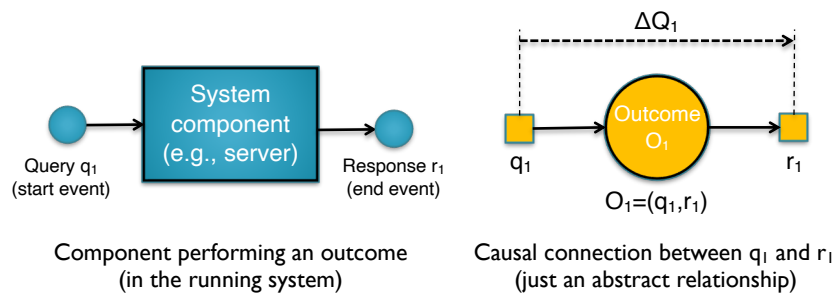 System
component
(e.g., server)
Query q₁
(start event)
Response r₁
(end event)
Component performing an outcome
(in the running system)
ΔQ₁
Outcome
O₁
q₁
r₁
O₁=(q₁,r₁)
Causal connection between q₁ and r₁
(just an abstract relationship)